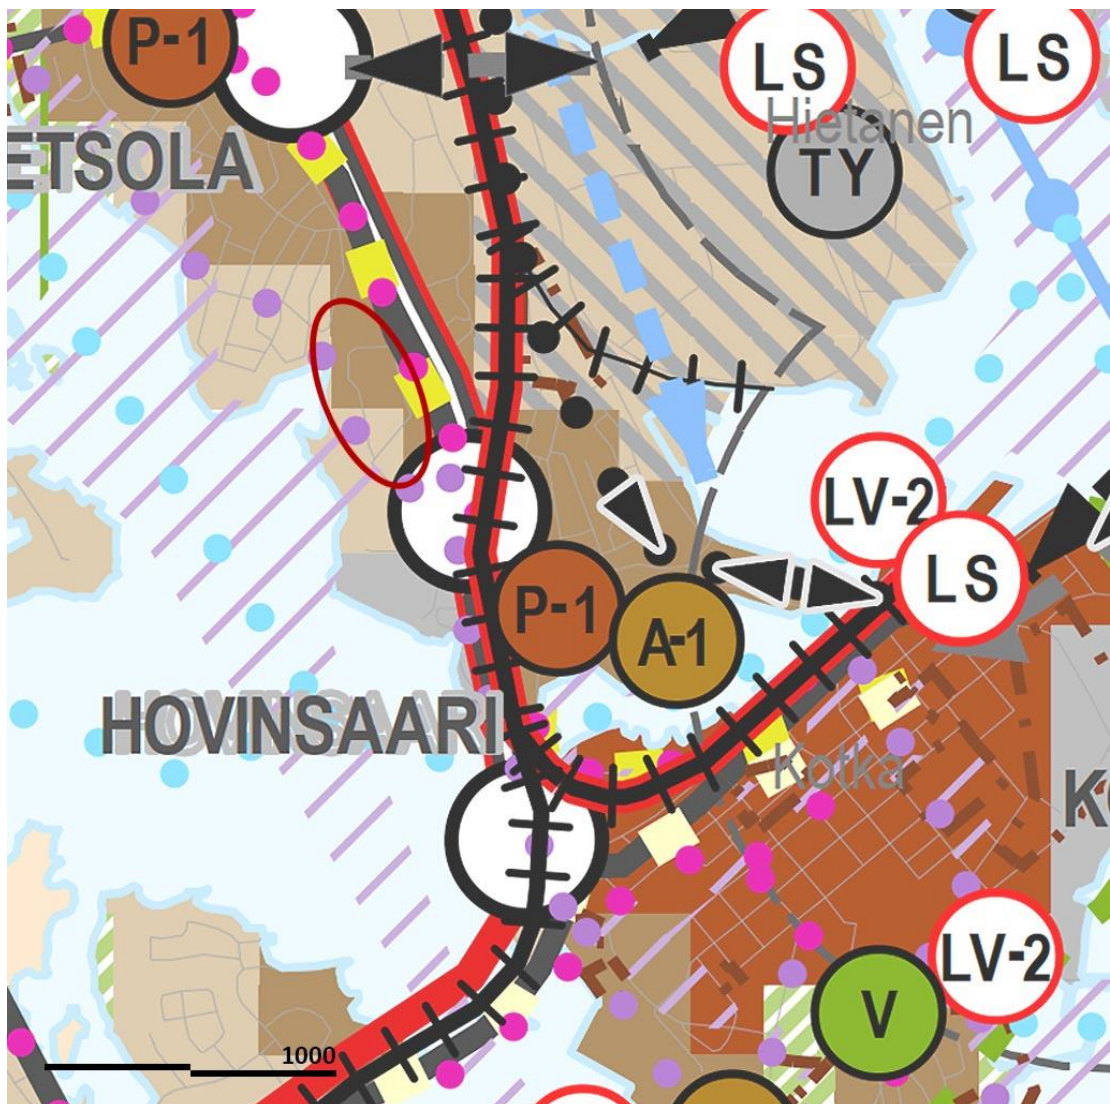 P-1
LS
LS
Hietanen
TY
ETSOLA
LV-2
LS
P-1
A-1
HOVINSAARI
Kotka
K
LV-2
V
1000